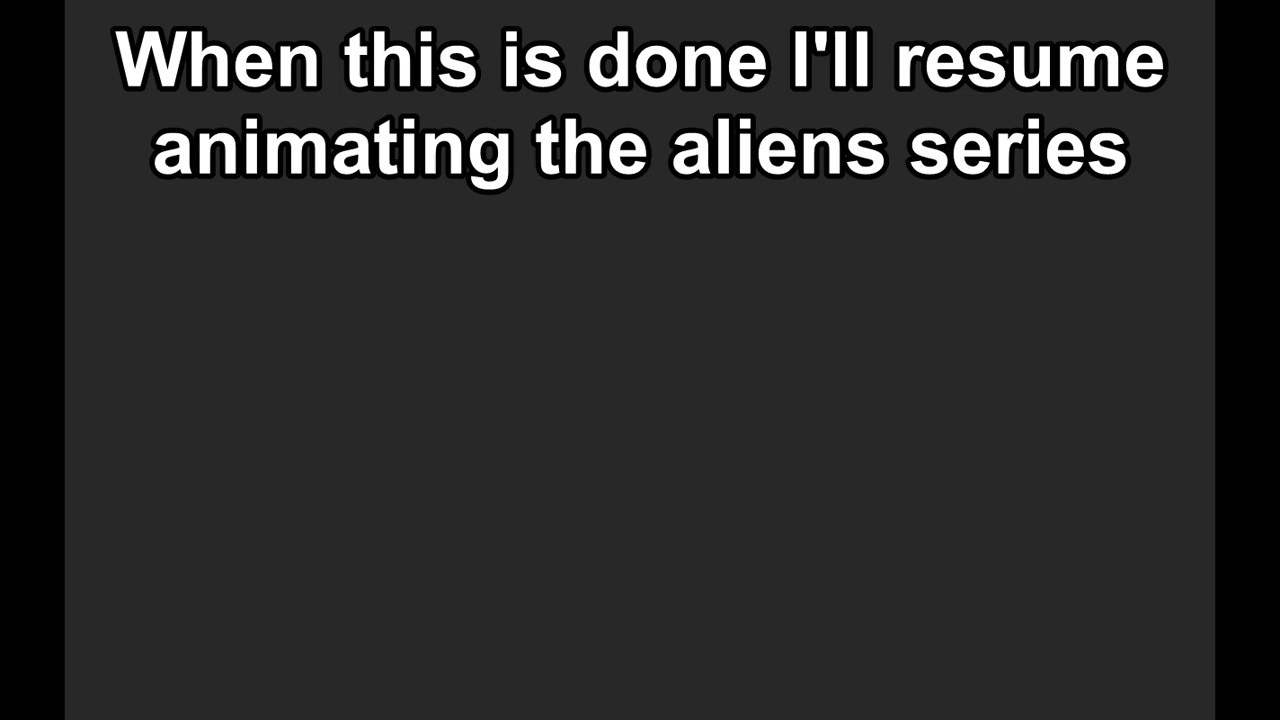 When this is done I'll resume
animating the aliens series